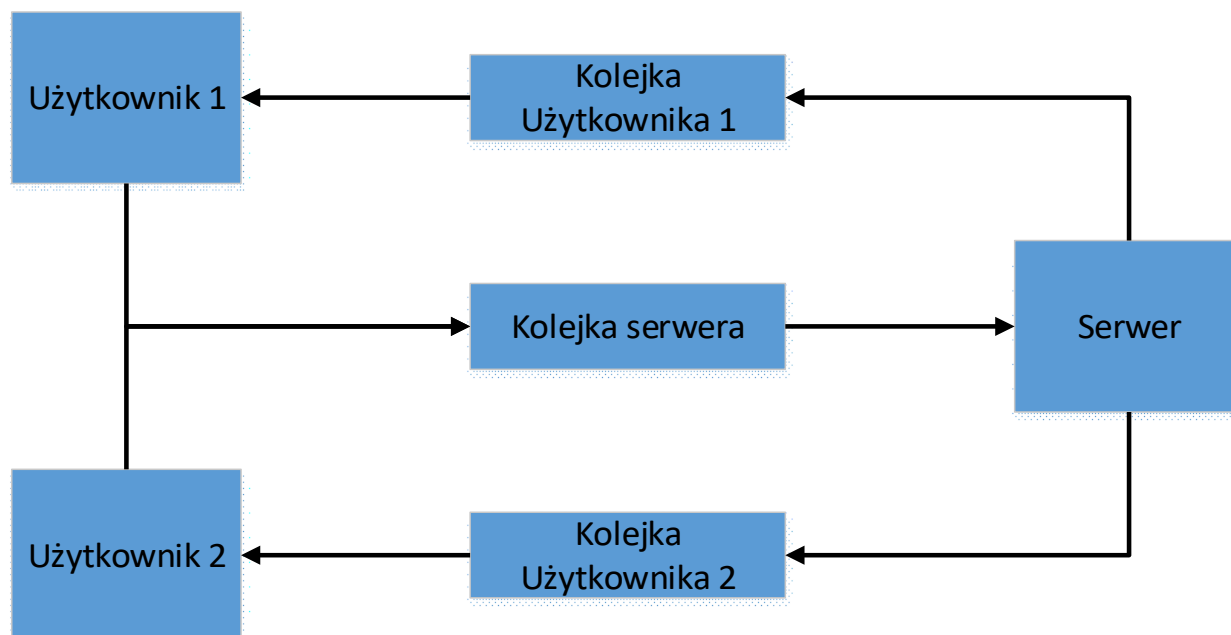 Użytkownik 1
Kolejka
Użytkownika 1
Kolejka serwera
Serwer
Użytkownik 2
Kolejka
Użytkownika 2